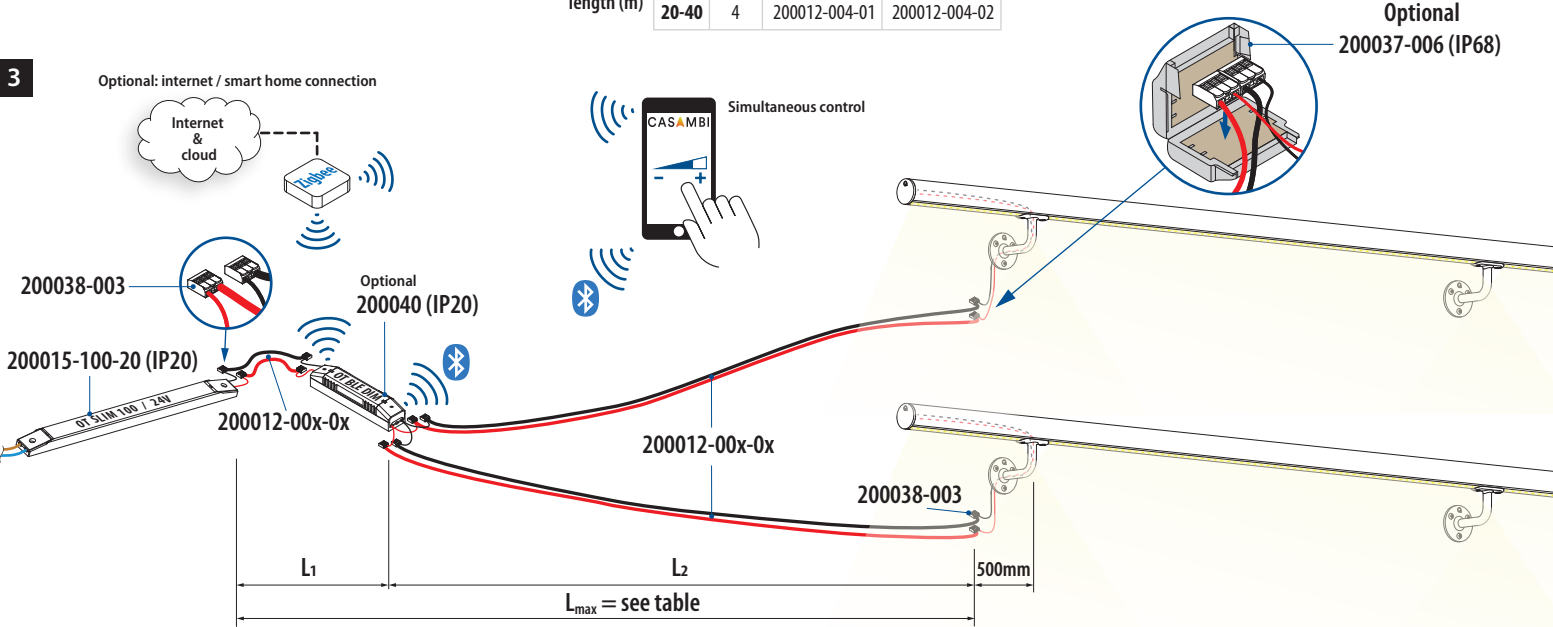 length (m)
20-40 4 200012-004-01 200012-004-02
Optional
200037-006 (IP68)
3
Optional: internet / smart home connection
Internet
&
cloud
Zigbee
CASAMBI
- +
Simultaneous control
200038-003
Optional
200040 (IP20)
200015-100-20 (IP20)
OT SLIM 100 / 24V
OT BLE DIM
200012-00x-0x
200012-00x-0x
200038-003
L1
L2
500mm
Lmax = see table